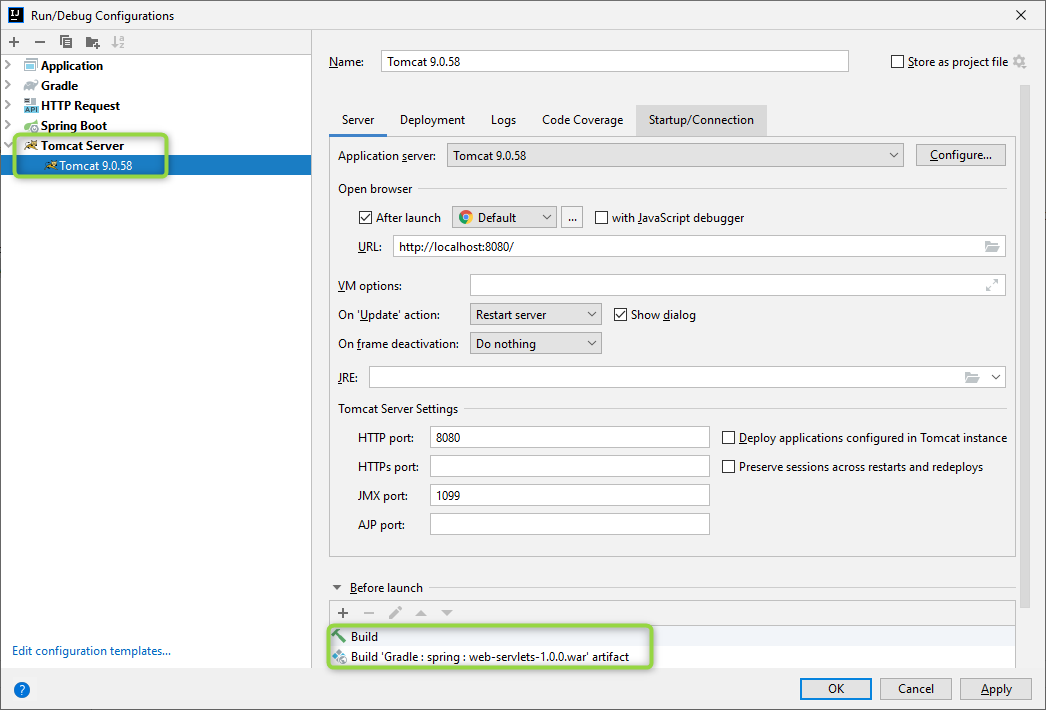 Run/Debug Configurations
Application
Gradle
HTTP Request
Spring Boot
Tomcat Server
Tomcat 9.0.58
Edit configuration templates...
Name: Tomcat 9.0.58 Store as project file
Server Deployment Logs Code Coverage Startup/Connection
Application server: Tomcat 9.0.58 Configure...
Open browser
After launch Default ... with JavaScript debugger
URL: http://localhost:8080/
VM options:
On 'Update' action: Restart server Show dialog
On frame deactivation: Do nothing
JRE:
Tomcat Server Settings
HTTP port: 8080 Deploy applications configured in Tomcat instance
HTTPs port: Preserve sessions across restarts and redeploys
JMX port: 1099
AJP port:
Before launch
Build
Build 'Gradle : spring : web-servlets-1.0.0.war' artifact
? OK Cancel Apply